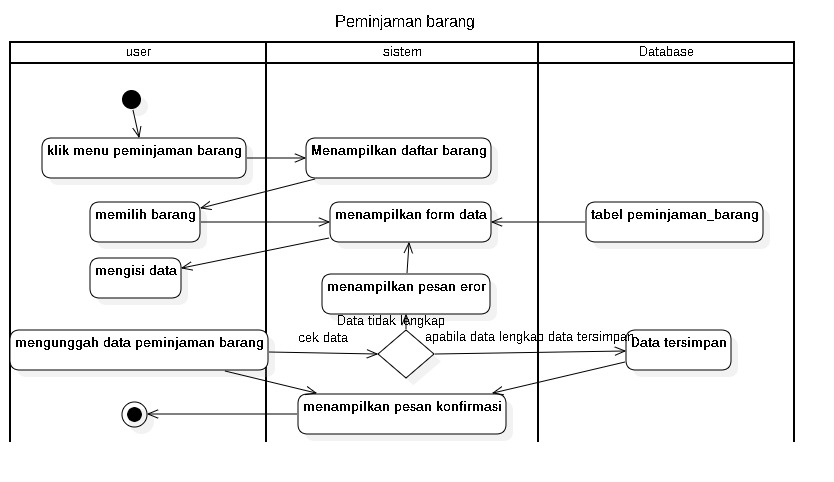 Peminjaman barang
user
sistem
Database
klik menu peminjaman barang
Menampilkan daftar barang
memilih barang
menampilkan form data
tabel peminjaman_barang
mengisi data
menampilkan pesan eror
Data tidak lengkap
cek data
apabila data lengkap data tersimpan
mengunggah data peminjaman barang
Data tersimpan
menampilkan pesan konfirmasi